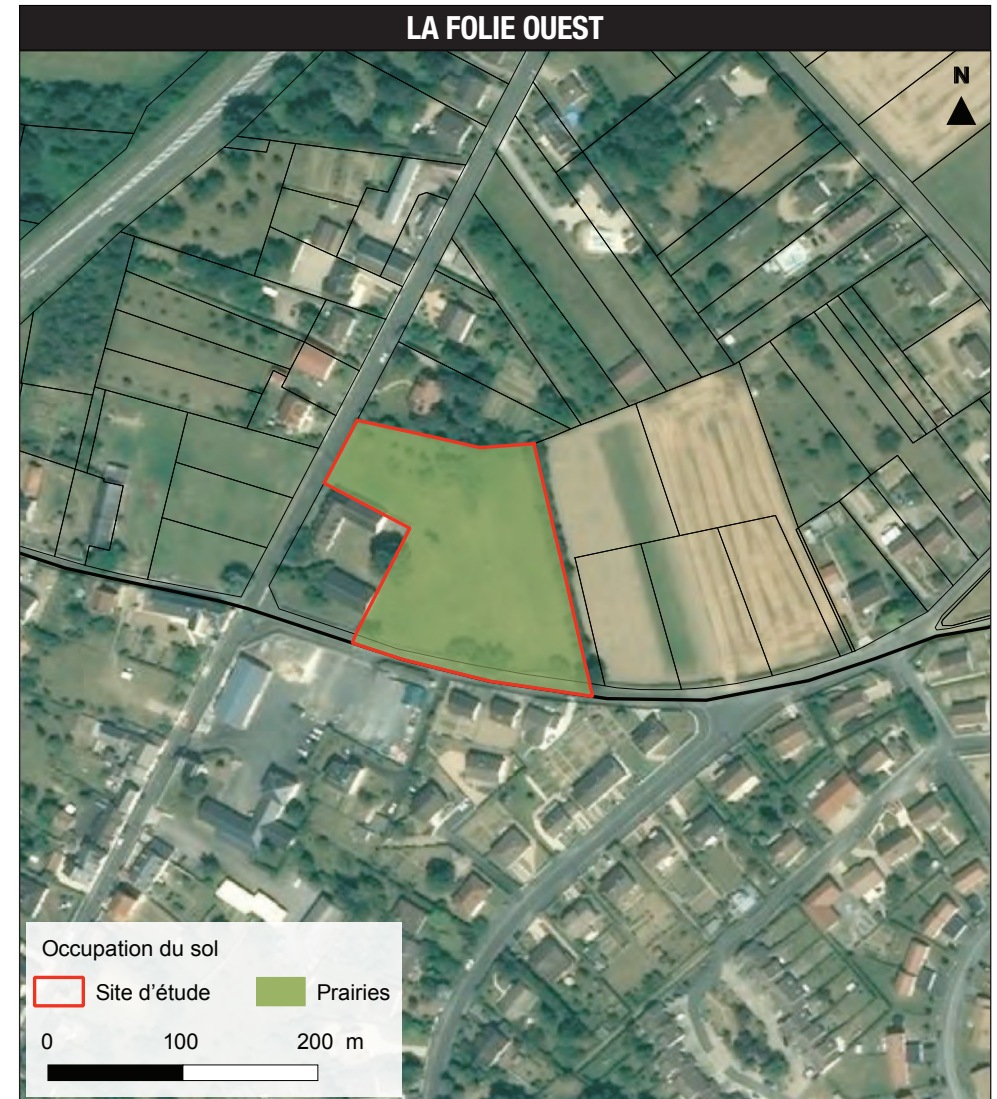 LA FOLIE OUEST
N
Occupation du sol
Site d'étude Prairies
0 100 200 m